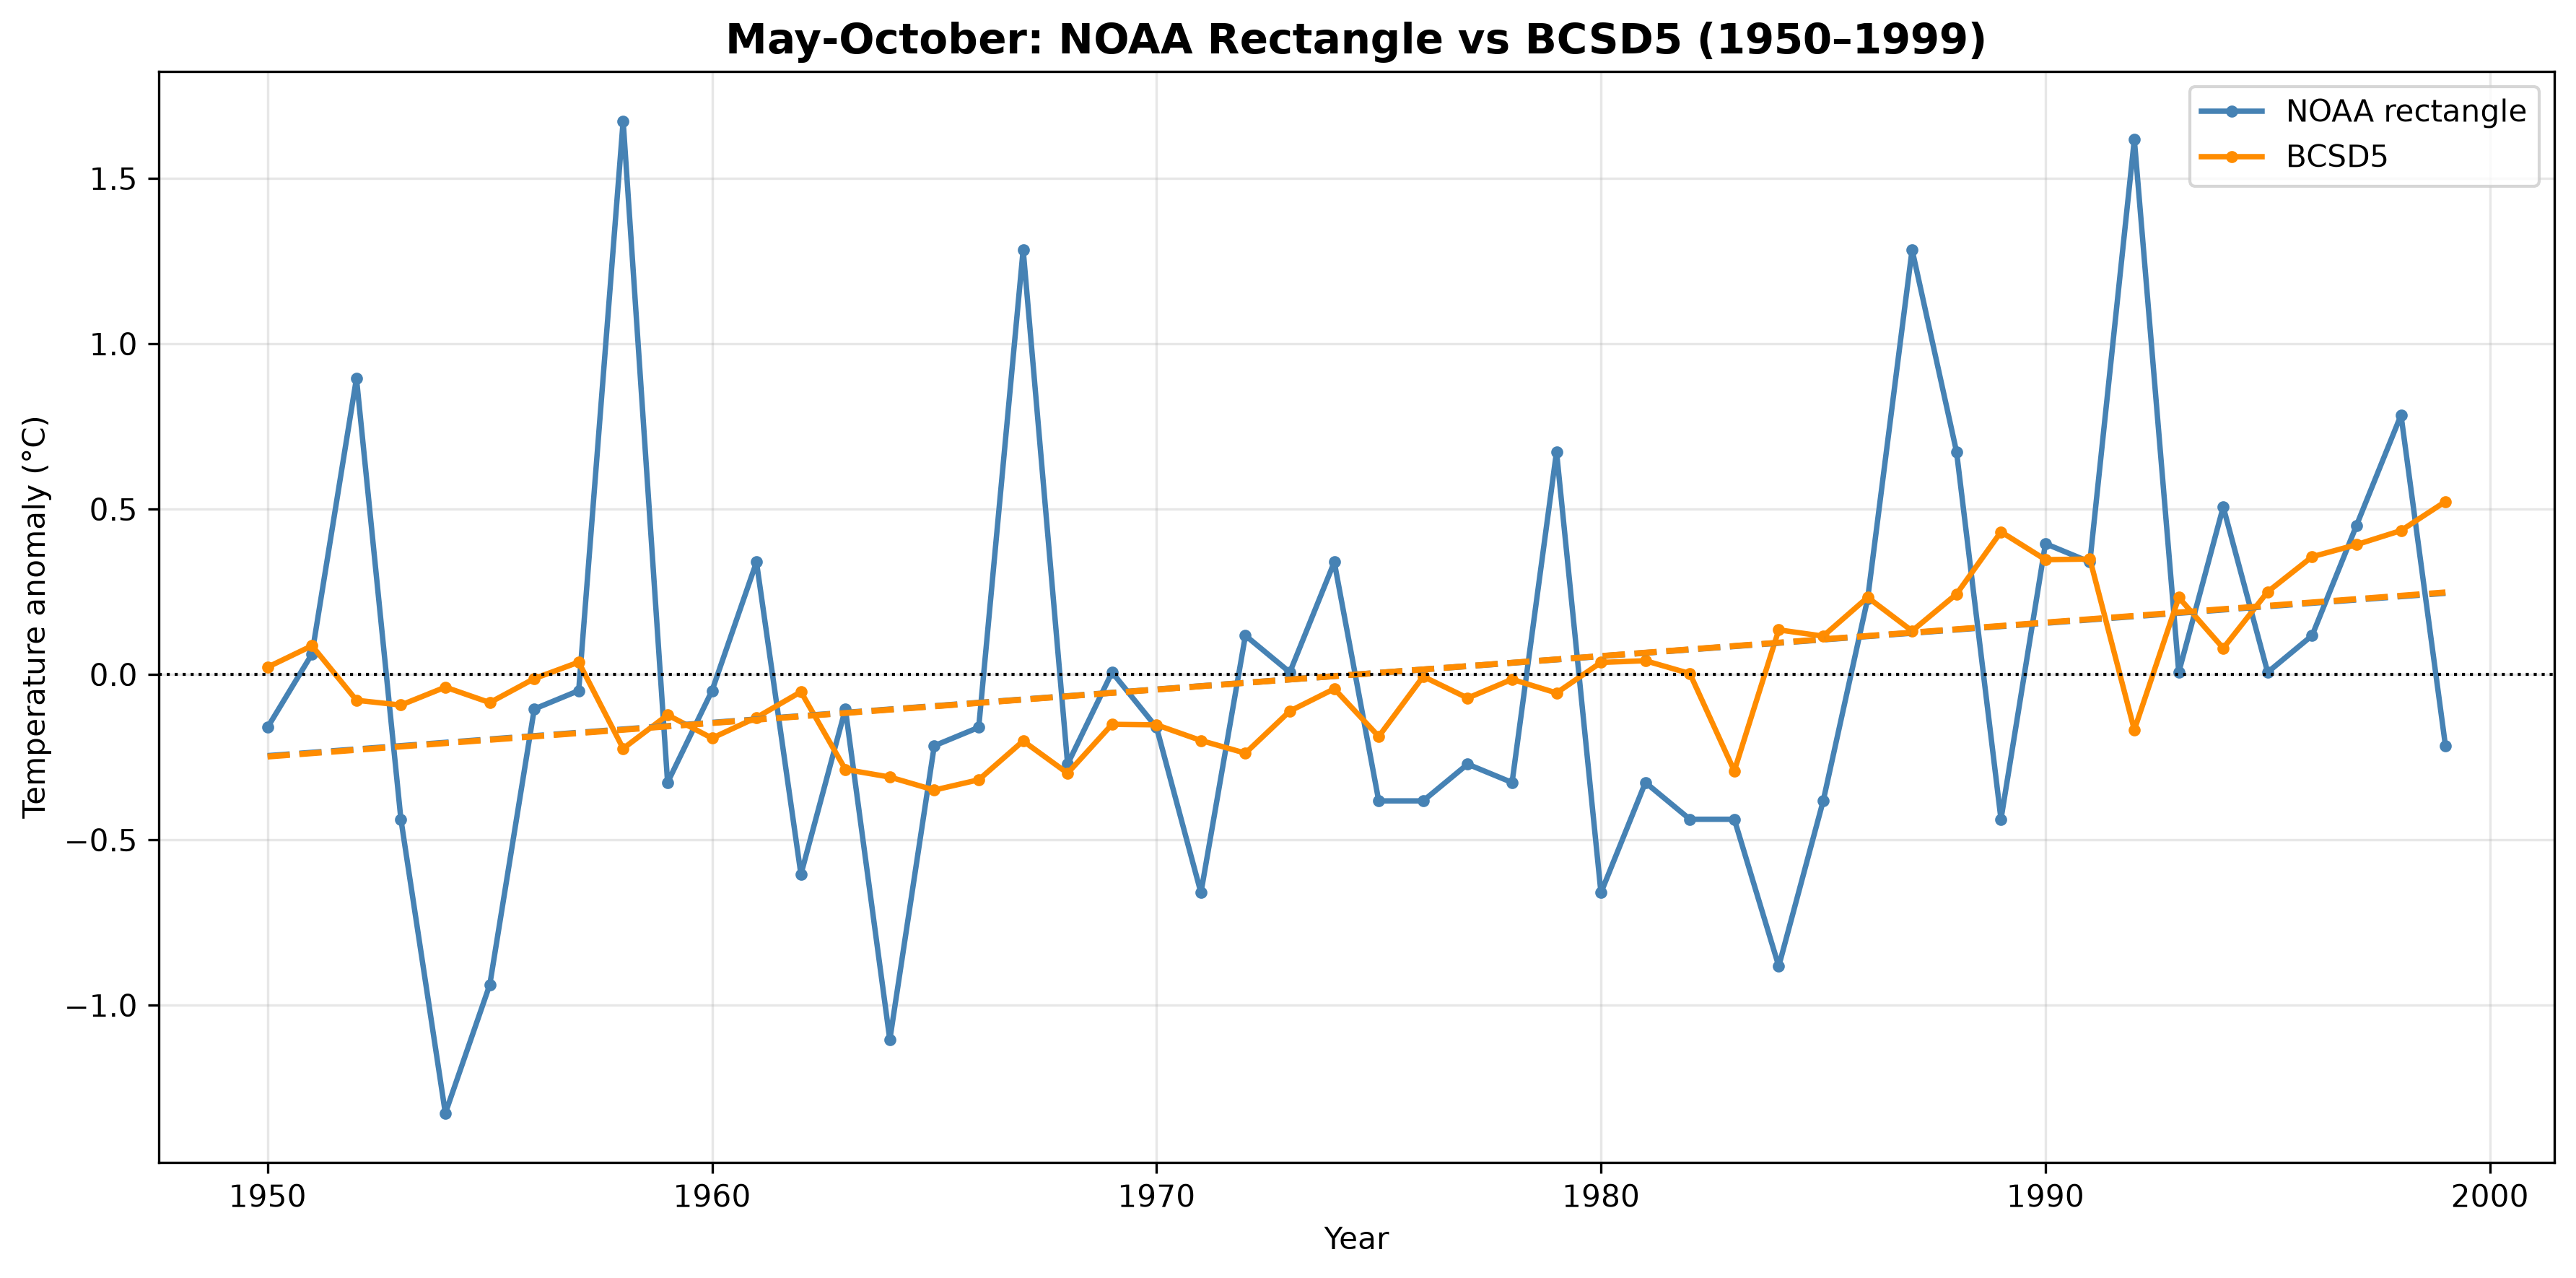 May-October: NOAA Rectangle vs BCSD5 (1950–1999)
NOAA rectangle
BCSD5
Temperature anomaly (°C)
1.5
1.0
0.5
0.0
−0.5
−1.0
1950
1960
1970
1980
1990
2000
Year